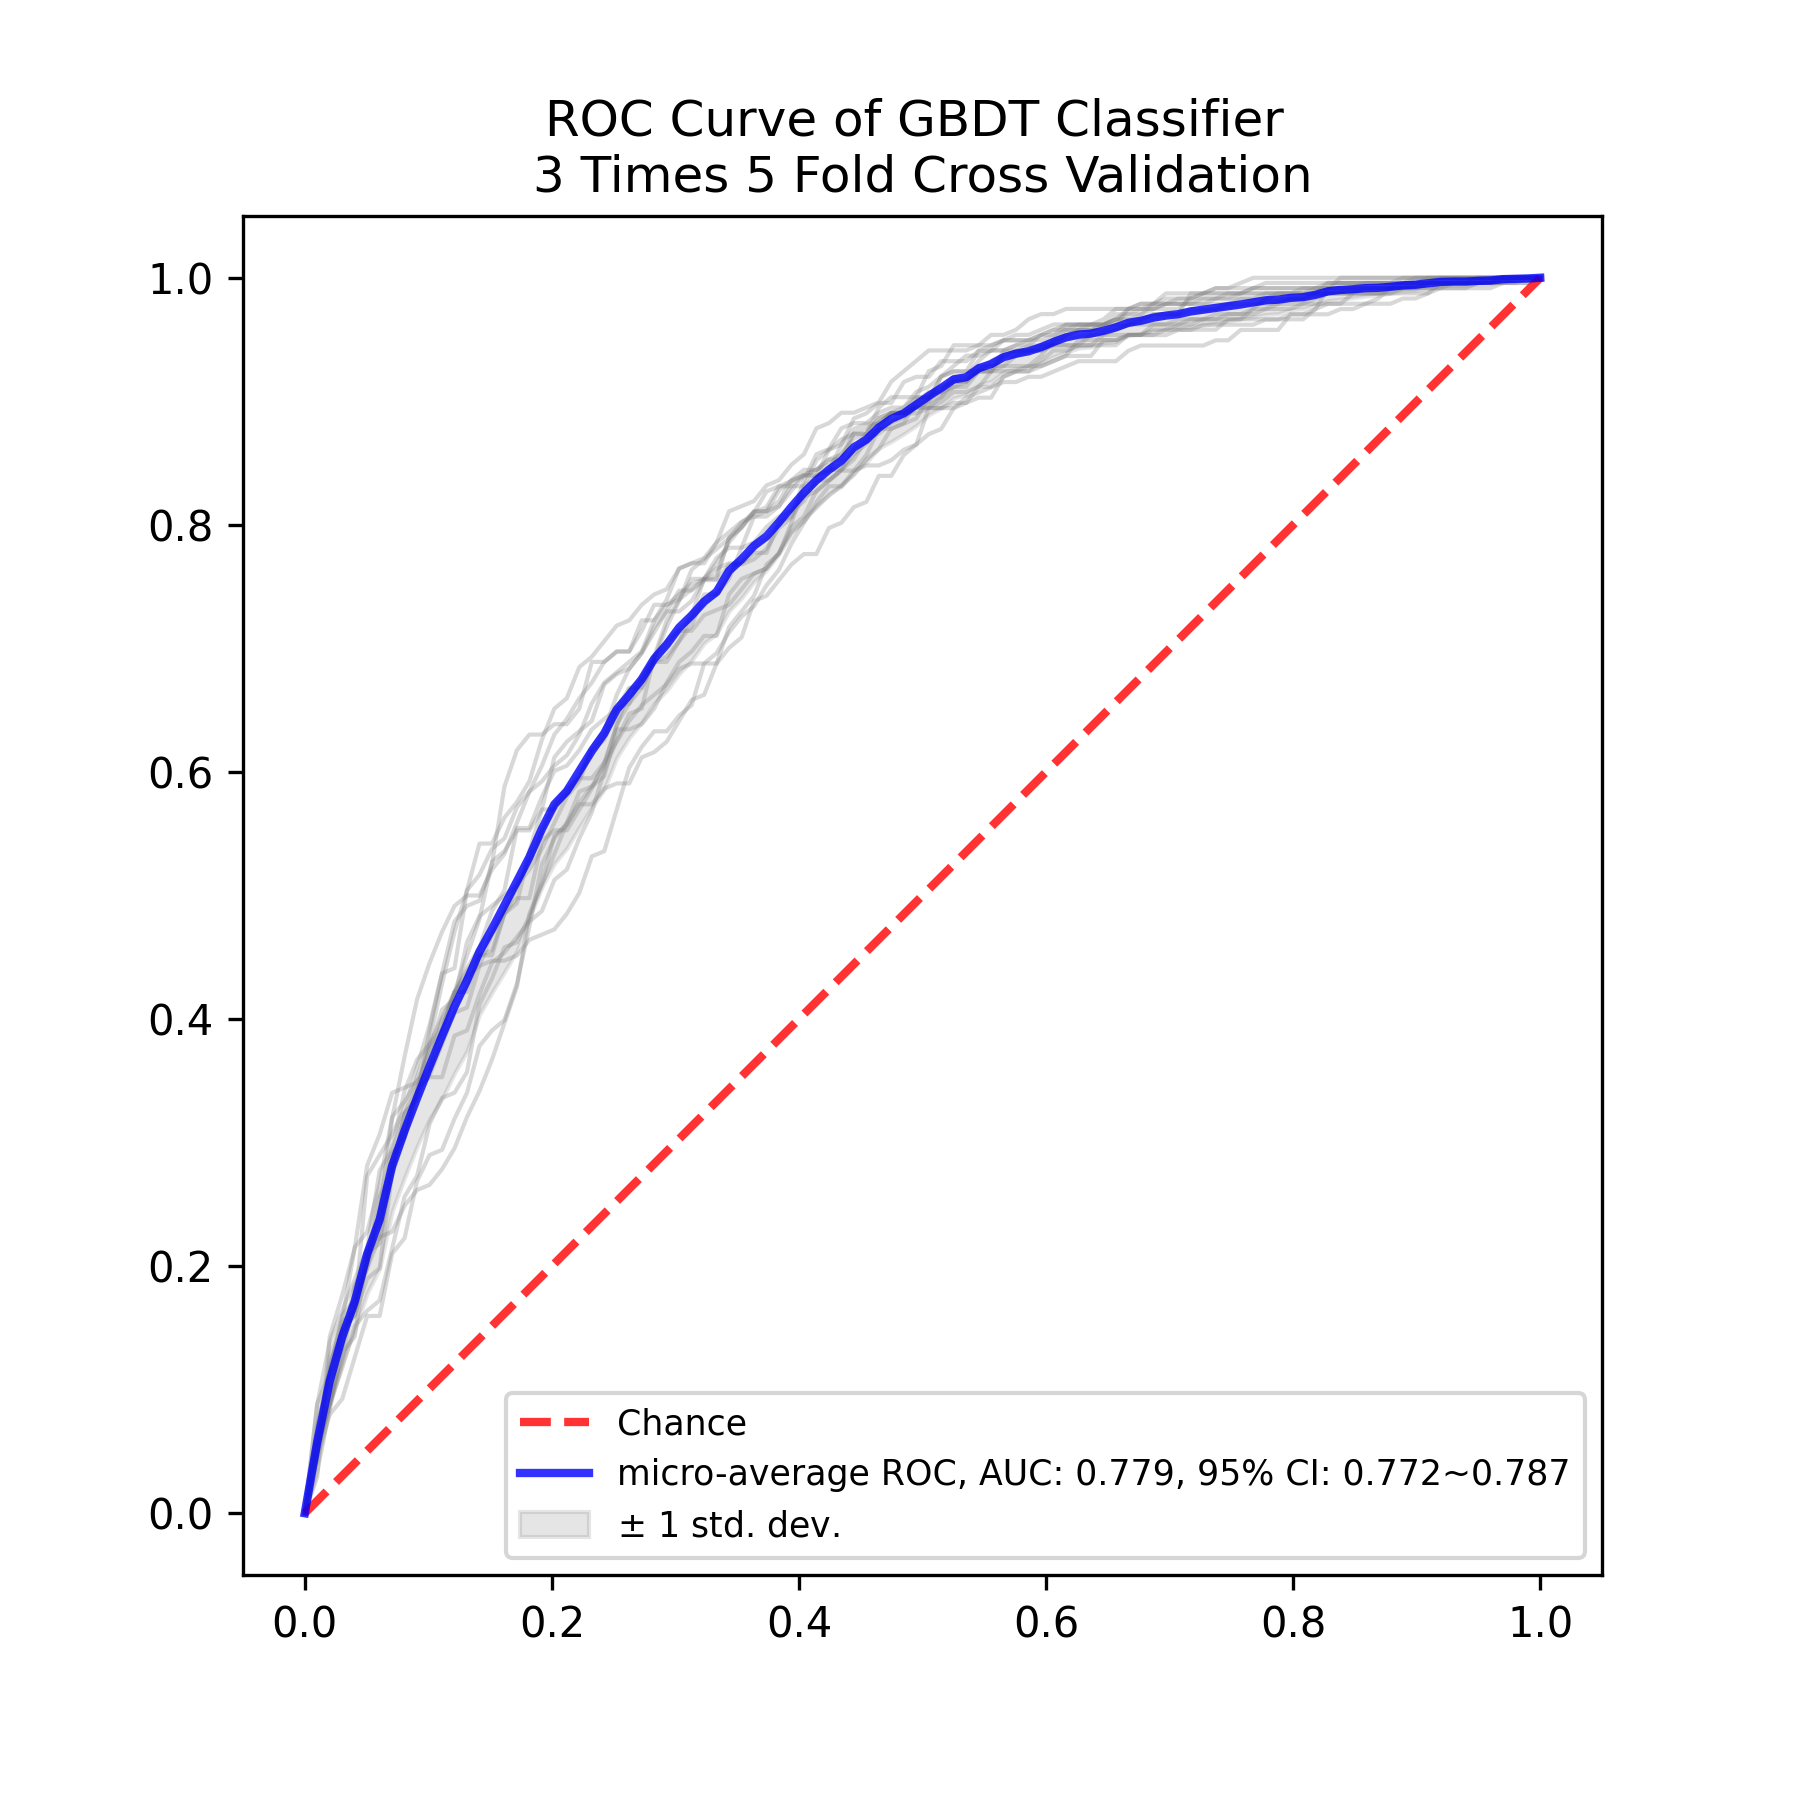 ROC Curve of GBDT Classifier
3 Times 5 Fold Cross Validation
1.0
0.8
0.6
0.4
0.2
0.0
Chance
micro-average ROC, AUC: 0.779, 95% CI: 0.772~0.787
± 1 std. dev.
0.0 0.2 0.4 0.6 0.8 1.0